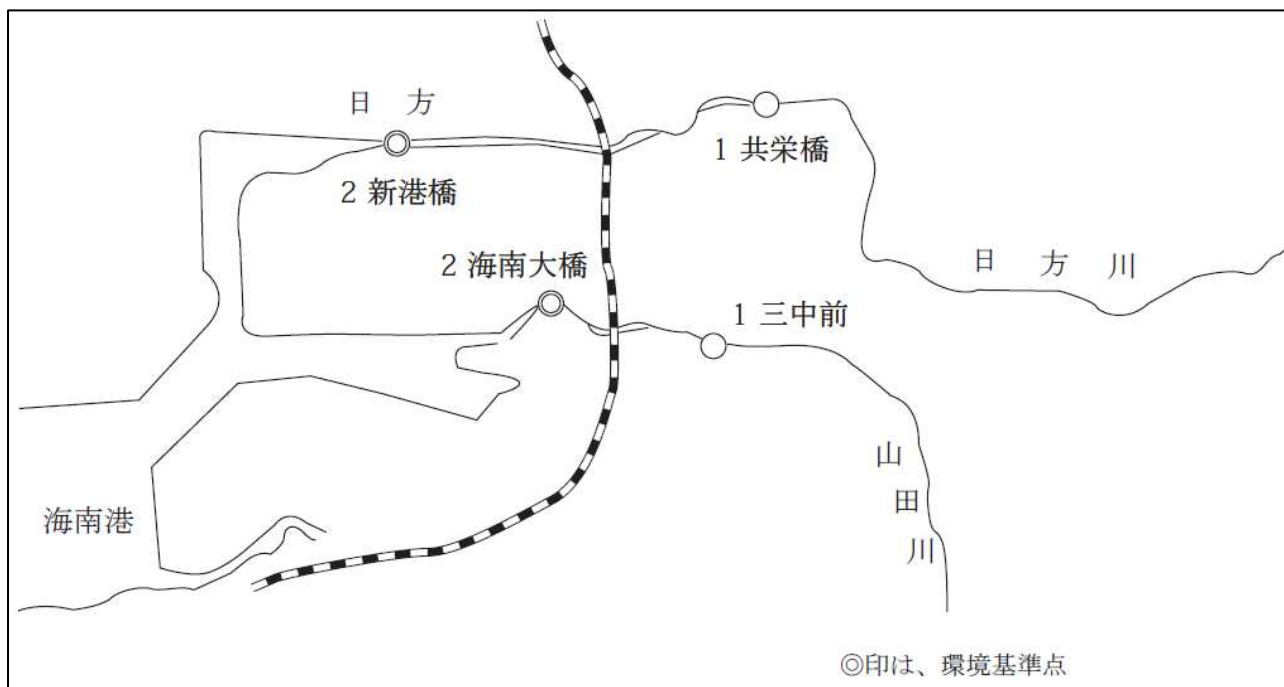 日方
1 共栄橋
2 新港橋
2 海南大橋
日方川
1 三中前
山田川
海南港
◎印は、環境基準点